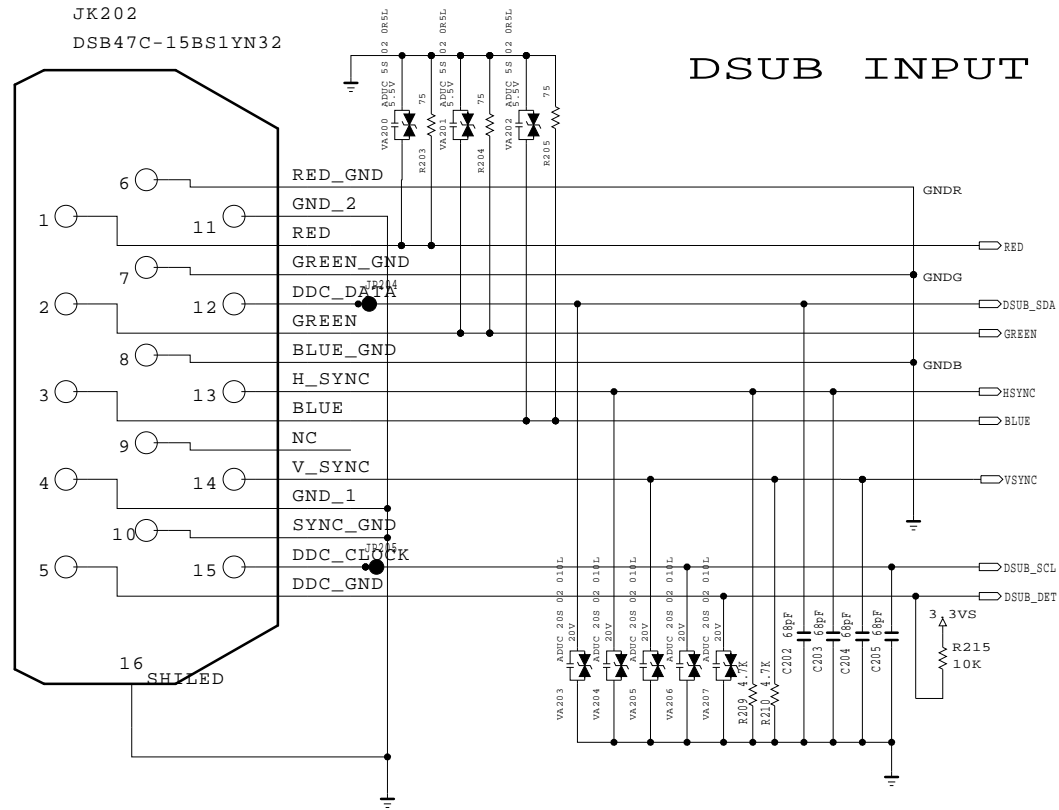 JK202
DSB47C-15BS1YN32
DSUB INPUT
VA200 ADUC 5S 02 0R5L
5.5V
R203 75
VA201 ADUC 5S 02 0R5L
5.5V
R204 75
VA202 ADUC 5S 02 0R5L
5.5V
R205 75
6 RED_GND GNDR
11 GND_2
1 RED RED
7 GREEN_GND GNDG
12 DDC_DATA JP204 DSUB_SDA
2 GREEN GREEN
8 BLUE_GND GNDB
13 H_SYNC HSYNC
3 BLUE BLUE
9 NC
14 V_SYNC VSYNC
4 GND_1
10 SYNC_GND
15 DDC_CLOCK JP205 DSUB_SCL
5 DDC_GND DSUB_DET
16
SHILED
VA203 ADUC 20S 02 010L
20V
VA204 ADUC 20S 02 010L
20V
VA205 ADUC 20S 02 010L
20V
VA206 ADUC 20S 02 010L
20V
VA207 ADUC 20S 02 010L
20V
R209 4.7K
R210 4.7K
C202 68pF
C203 68pF
C204 68pF
C205 68pF
3.3VS
R215
10K